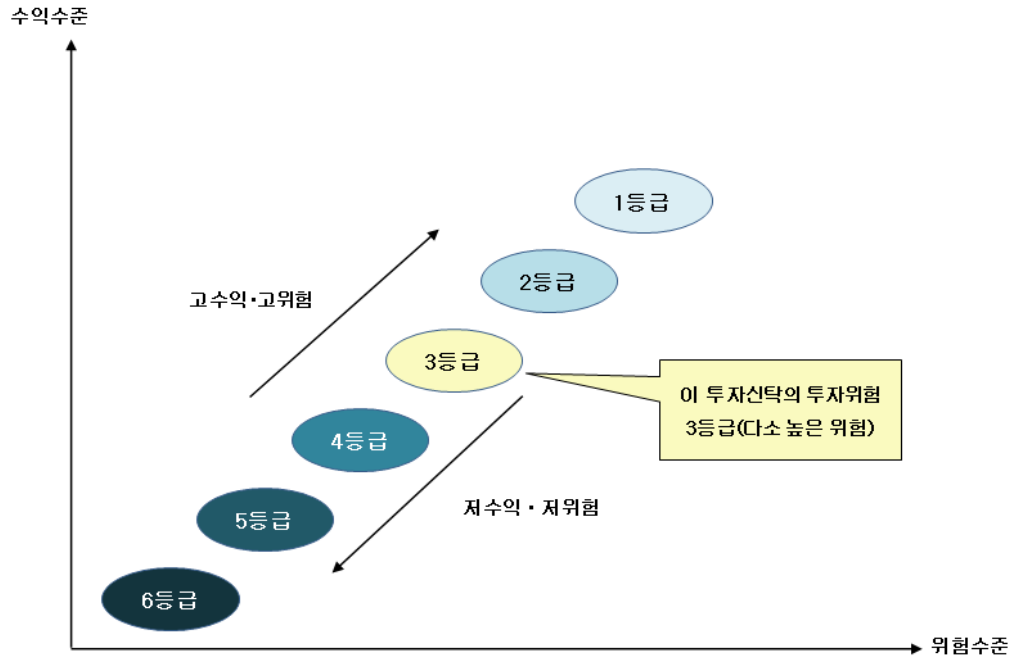 수익수준
1등급
2등급
고수익·고위험
3등급
이 투자신탁의 투자위험
3등급(다소 높은 위험)
4등급
저수익·저위험
5등급
6등급
위험수준